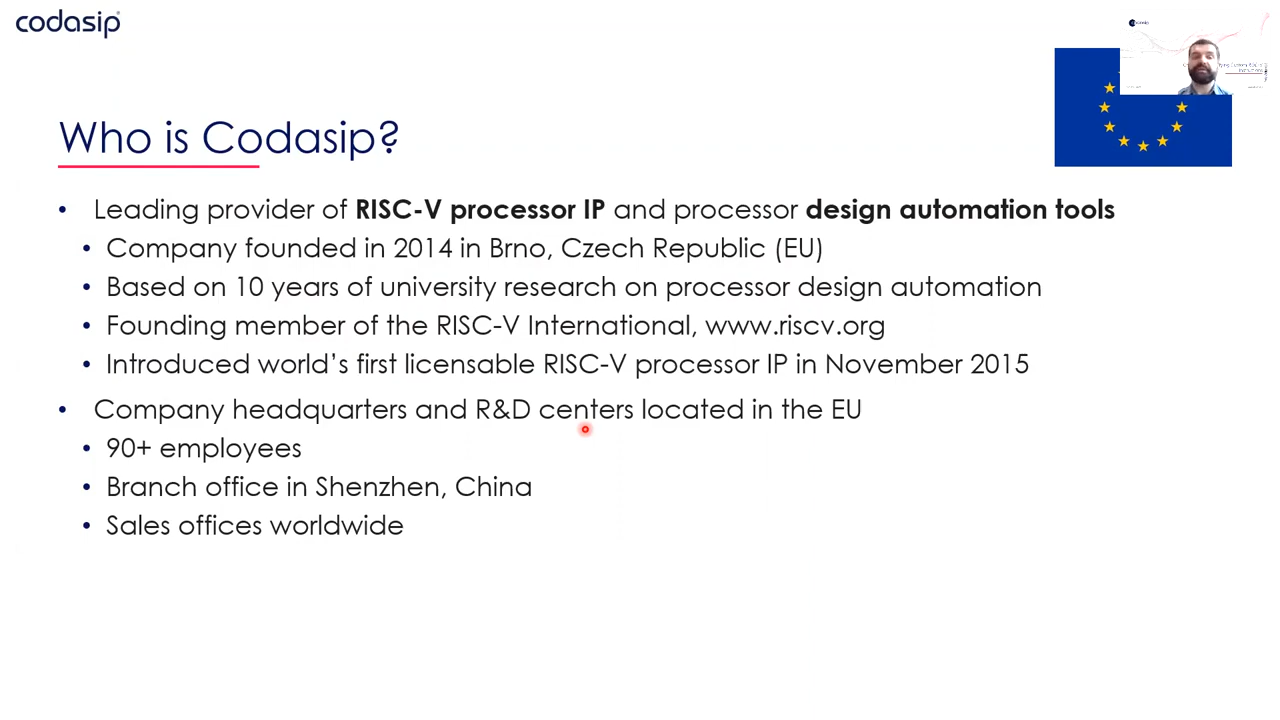 codasip
Who is Codasip?
• Leading provider of RISC-V processor IP and processor design automation tools
• Company founded in 2014 in Brno, Czech Republic (EU)
• Based on 10 years of university research on processor design automation
• Founding member of the RISC-V International, www.riscv.org
• Introduced world's first licensable RISC-V processor IP in November 2015
• Company headquarters and R&D centers located in the EU
• 90+ employees
• Branch office in Shenzhen, China
• Sales offices worldwide